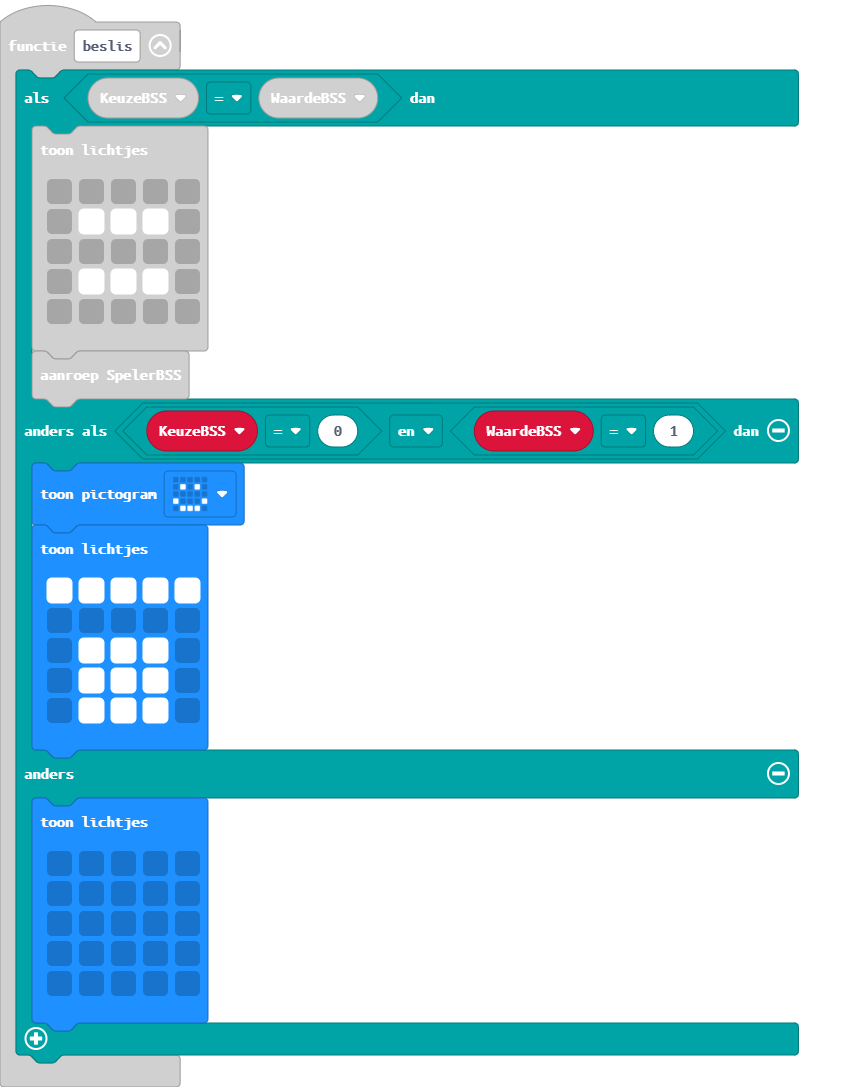 functie beslis
als KeuzeBSS = WaardeBSS dan
toon lichtjes
aanroep SpelerBSS
anders als KeuzeBSS = 0 en WaardeBSS = 1 dan
toon pictogram
toon lichtjes
anders
toon lichtjes